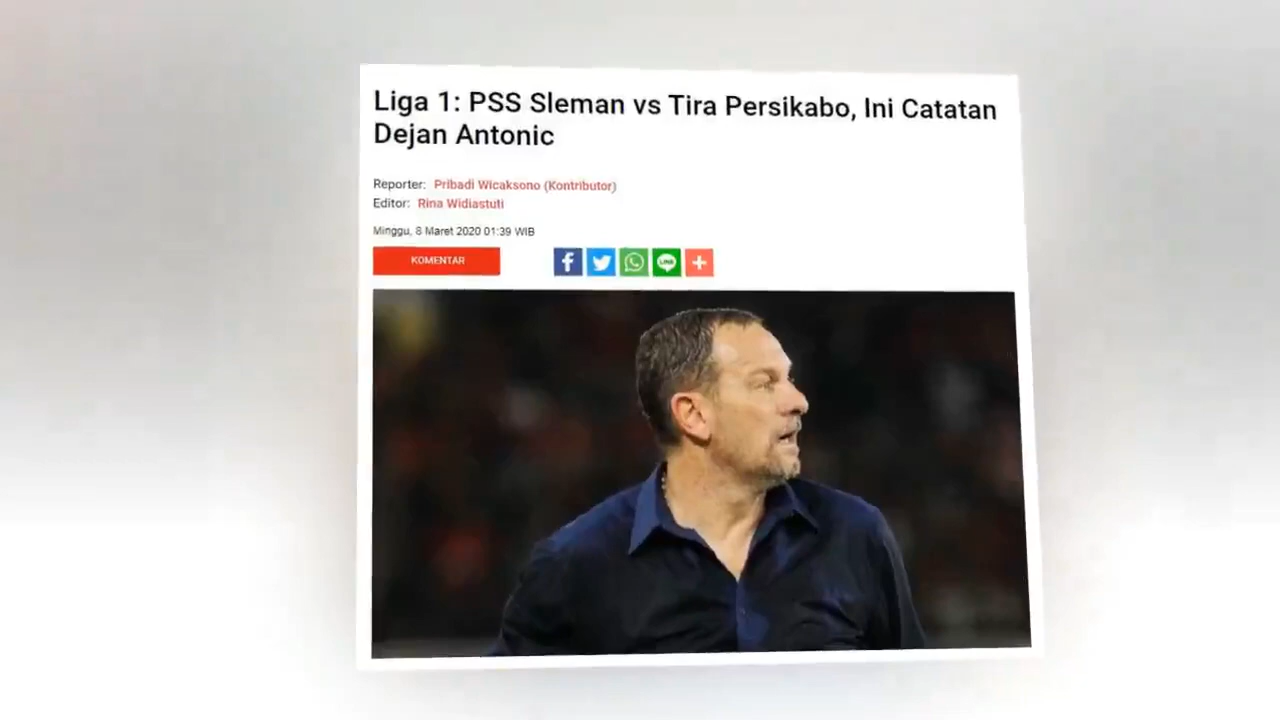 Liga 1: PSS Sleman vs Tira Persikabo, Ini Catatan
Dejan Antonic
Reporter: Pribadi Wicaksono (Kontributor)
Editor: Rina Widiastuti
Minggu, 8 Maret 2020 01:39 WIB
KOMENTAR
LINE